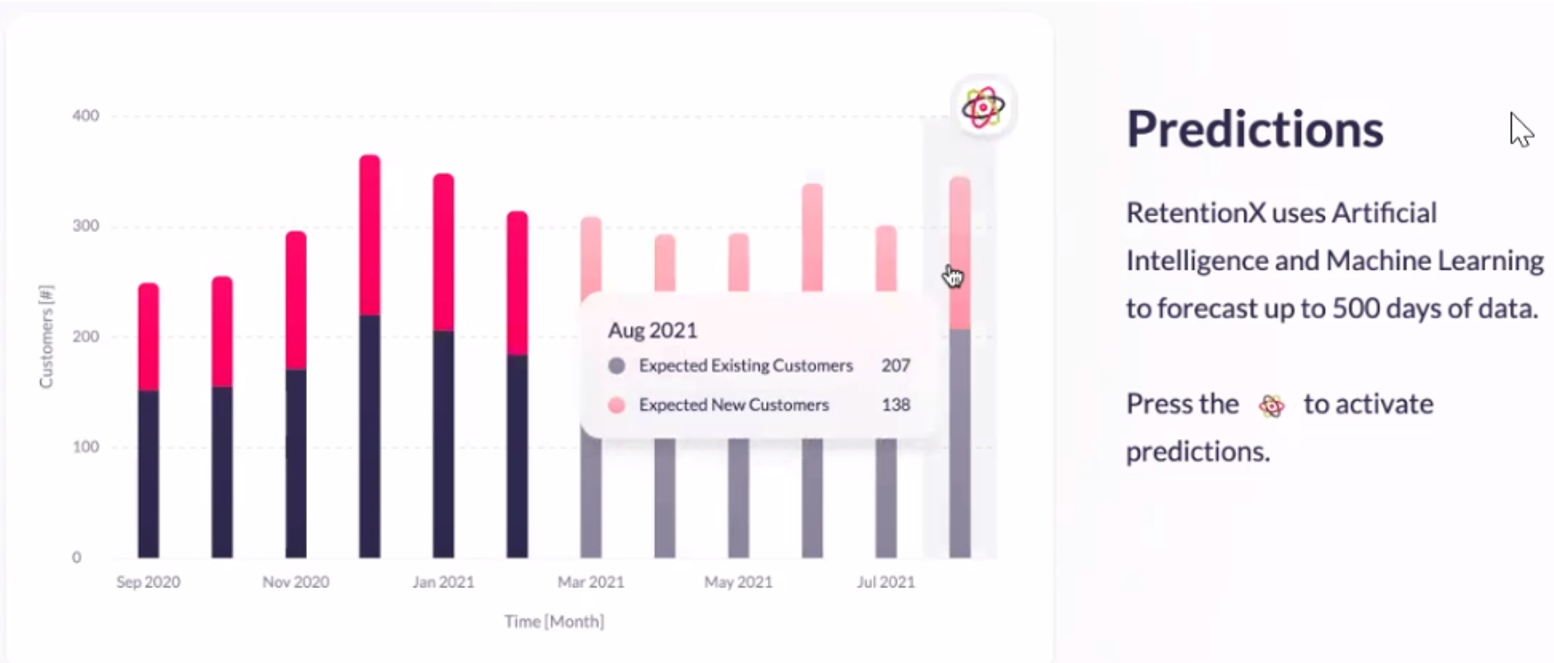 400
300
200
100
0
Customers [#]
Sep 2020 Nov 2020 Jan 2021 Mar 2021 May 2021 Jul 2021
Time [Month]
Aug 2021
Expected Existing Customers 207
Expected New Customers 138
Predictions
RetentionX uses Artificial
Intelligence and Machine Learning
to forecast up to 500 days of data.
Press the to activate
predictions.